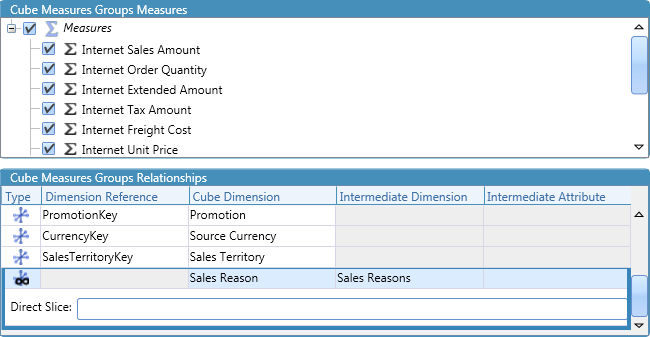 Cube Measures Groups Measures
Measures
Internet Sales Amount
Internet Order Quantity
Internet Extended Amount
Internet Tax Amount
Internet Freight Cost
Internet Unit Price
Cube Measures Groups Relationships
Type Dimension Reference Cube Dimension Intermediate Dimension Intermediate Attribute
PromotionKey Promotion
CurrencyKey Source Currency
SalesTerritoryKey Sales Territory
Sales Reason Sales Reasons
Direct Slice: